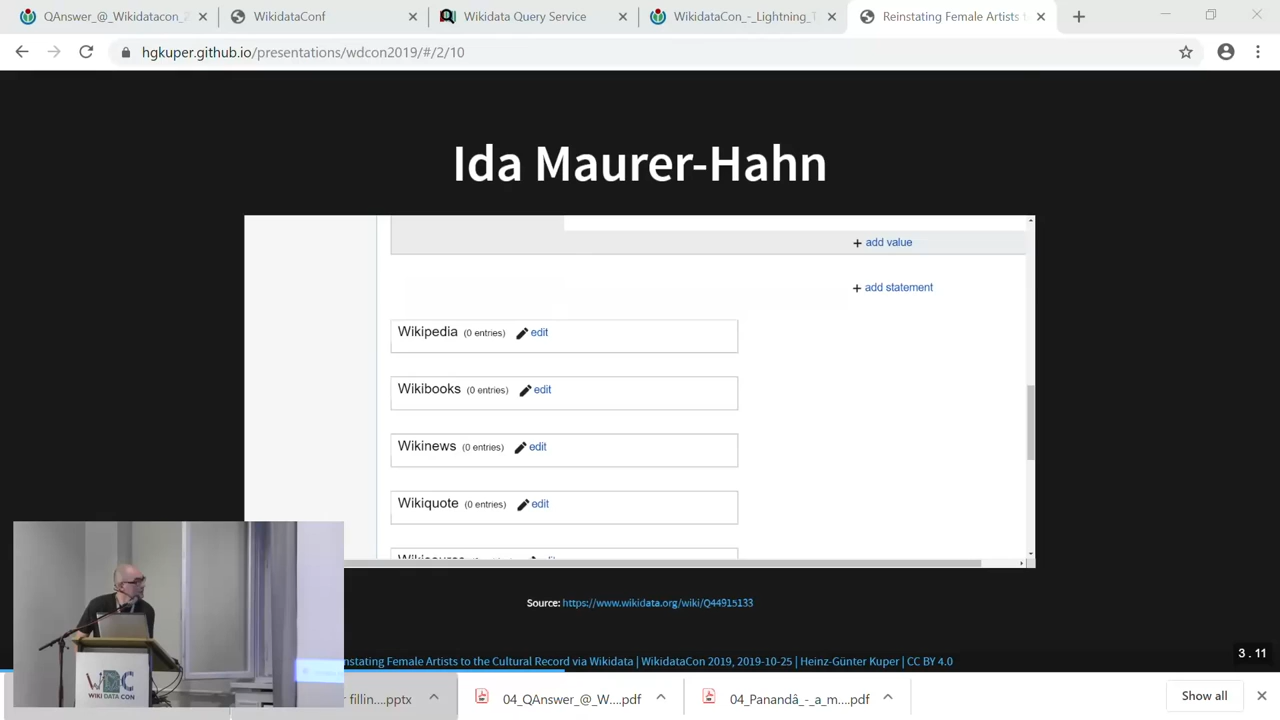 QAnswer_@_Wikidatacon_
WikidataConf
Wikidata Query Service
WikidataCon_-_Lightning_
Reinstating Female Artists
hgkuper.github.io/presentations/wdcon2019/#/2/10
Ida Maurer-Hahn
+ add value
+ add statement
Wikipedia (0 entries) edit
Wikibooks (0 entries) edit
Wikinews (0 entries) edit
Wikiquote (0 entries) edit
Source: https://www.wikidata.org/wiki/Q44915133
nstating Female Artists to the Cultural Record via Wikidata | WikidataCon 2019, 2019-10-25 | Heinz-Günter Kuper | CC BY 4.0
3 . 11
WDC
WIKIDATACON
r fillin....pptx
04_QAnswer_@_W....pdf
04_Panandâ_-_a_m....pdf
Show all